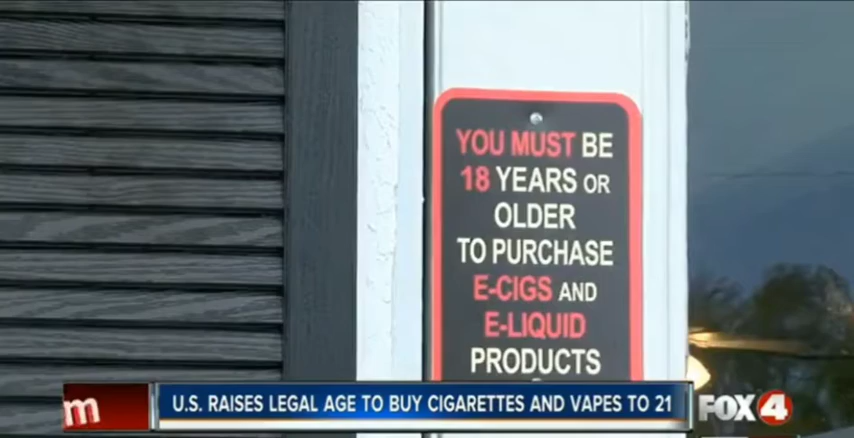 YOU MUST BE
18 YEARS OR
OLDER
TO PURCHASE
E-CIGS AND
E-LIQUID
PRODUCTS
m U.S. RAISES LEGAL AGE TO BUY CIGARETTES AND VAPES TO 21 FOX 4